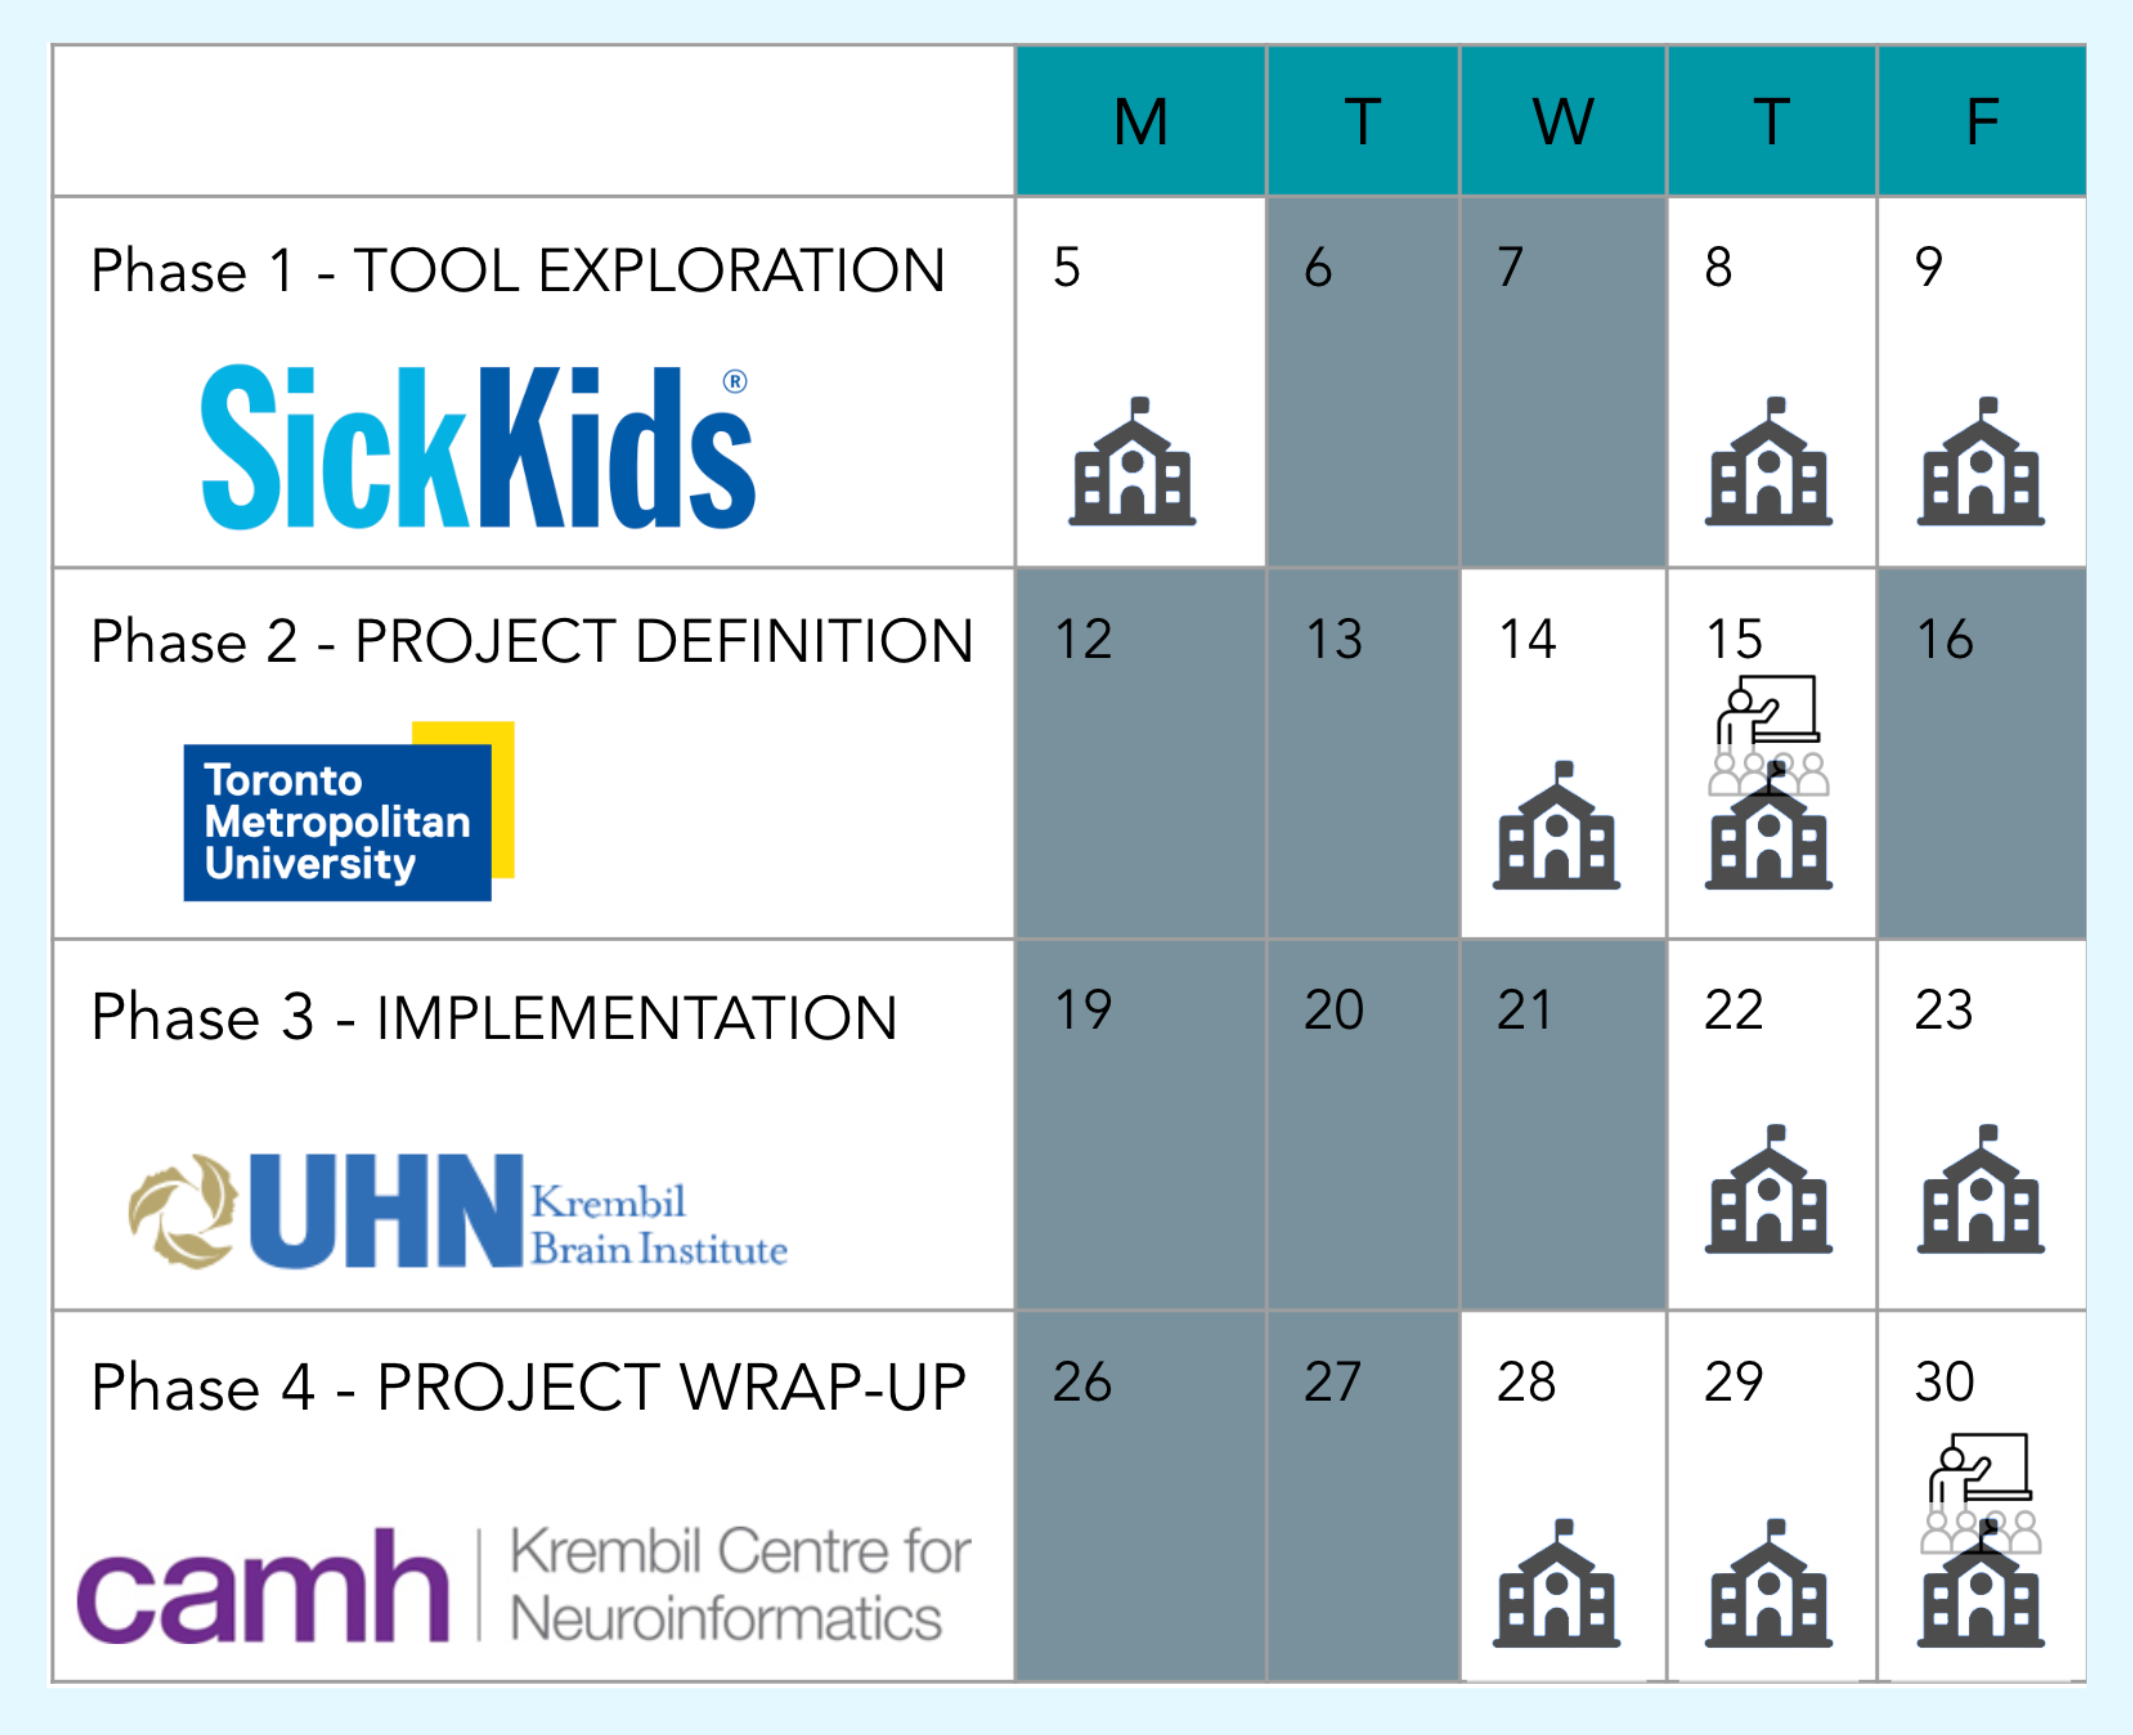 M T W T F
Phase 1 - TOOL EXPLORATION 5 6 7 8 9
SickKids®
Phase 2 - PROJECT DEFINITION 12 13 14 15 16
Toronto
Metropolitan
University
Phase 3 - IMPLEMENTATION 19 20 21 22 23
UHN Krembil
Brain Institute
Phase 4 - PROJECT WRAP-UP 26 27 28 29 30
camh Krembil Centre for
Neuroinformatics